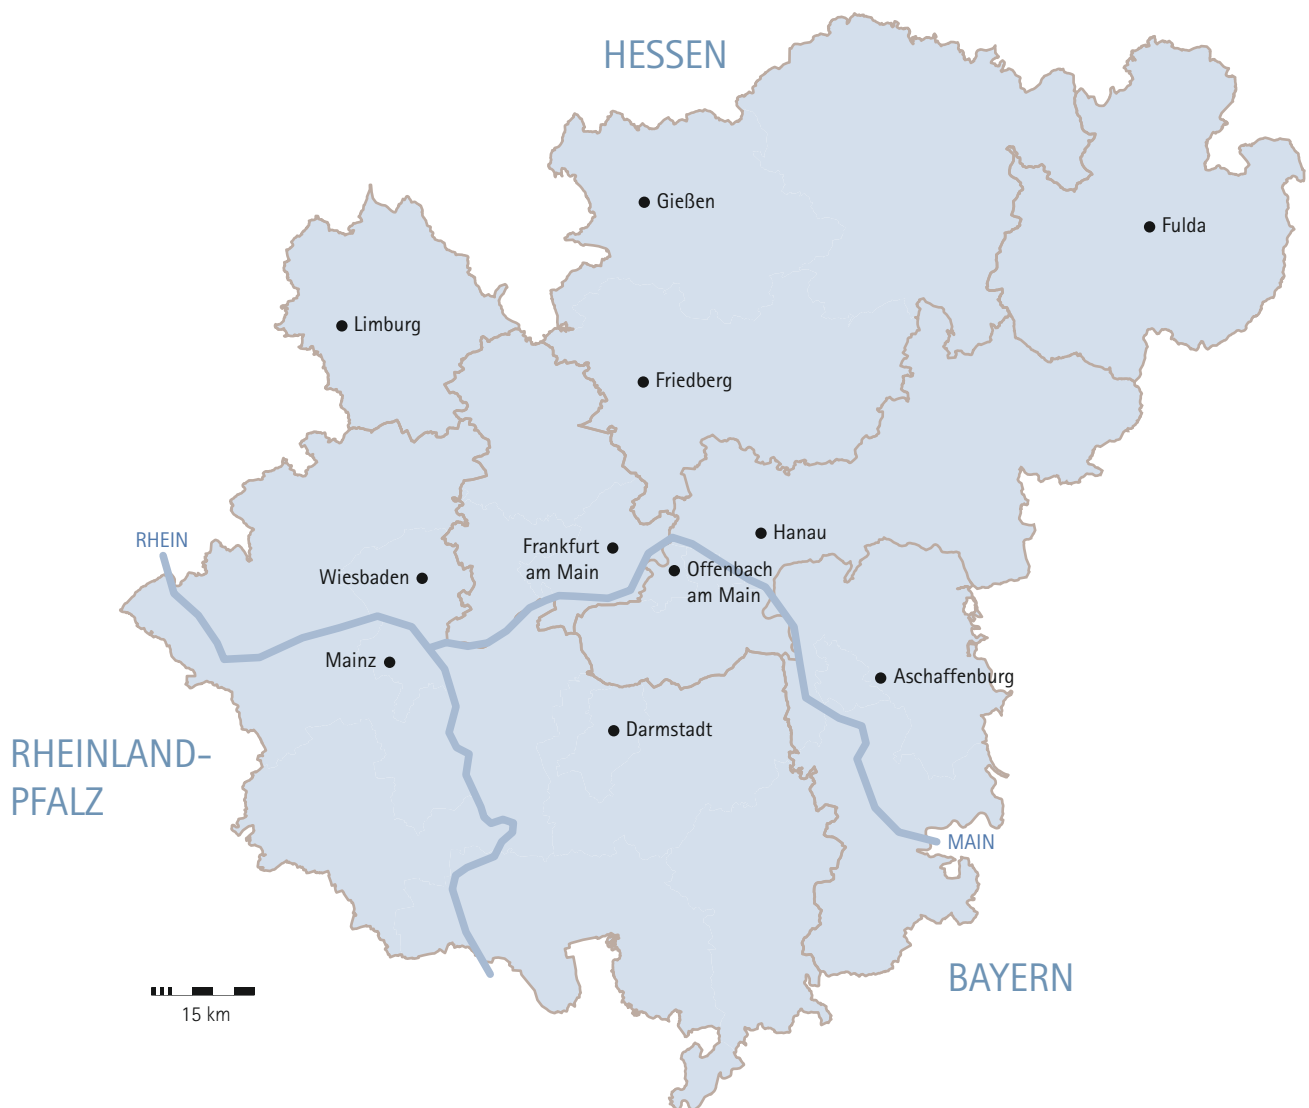 HESSEN
Gießen
Fulda
Limburg
Friedberg
RHEIN
Hanau
Frankfurt
am Main
Wiesbaden
Offenbach
am Main
Mainz
Aschaffenburg
Darmstadt
RHEINLAND-
PFALZ
MAIN
BAYERN
15 km